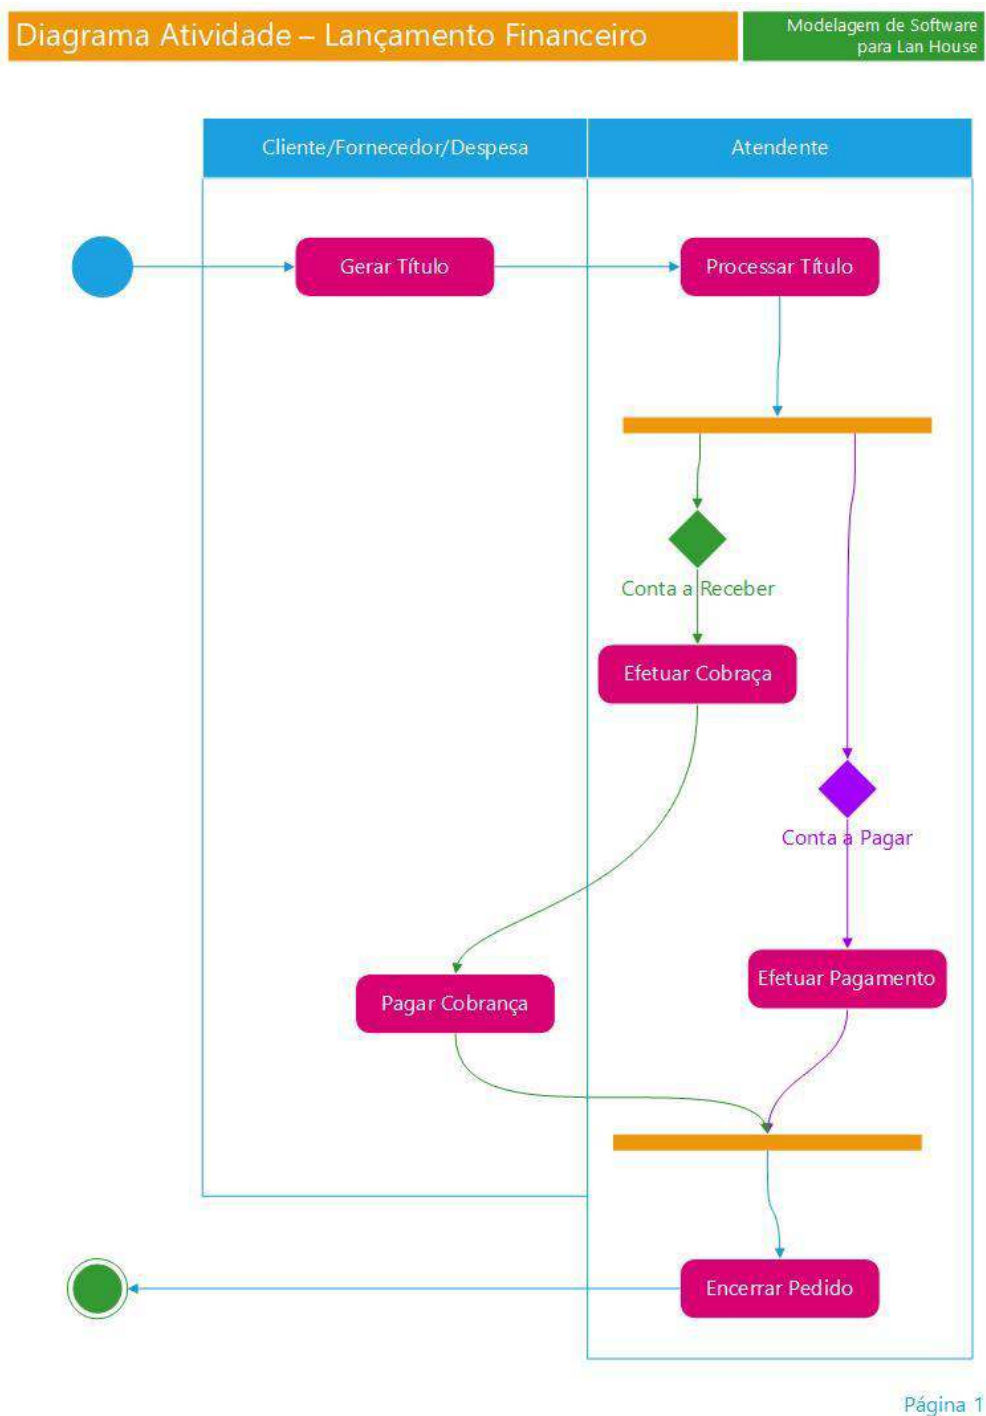 Diagrama Atividade – Lançamento Financeiro
Modelagem de Software
para Lan House
Cliente/Fornecedor/Despesa
Atendente
Gerar Título
Processar Título
Conta a Receber
Efetuar Cobraça
Conta a Pagar
Efetuar Pagamento
Pagar Cobrança
Encerrar Pedido
Página 1